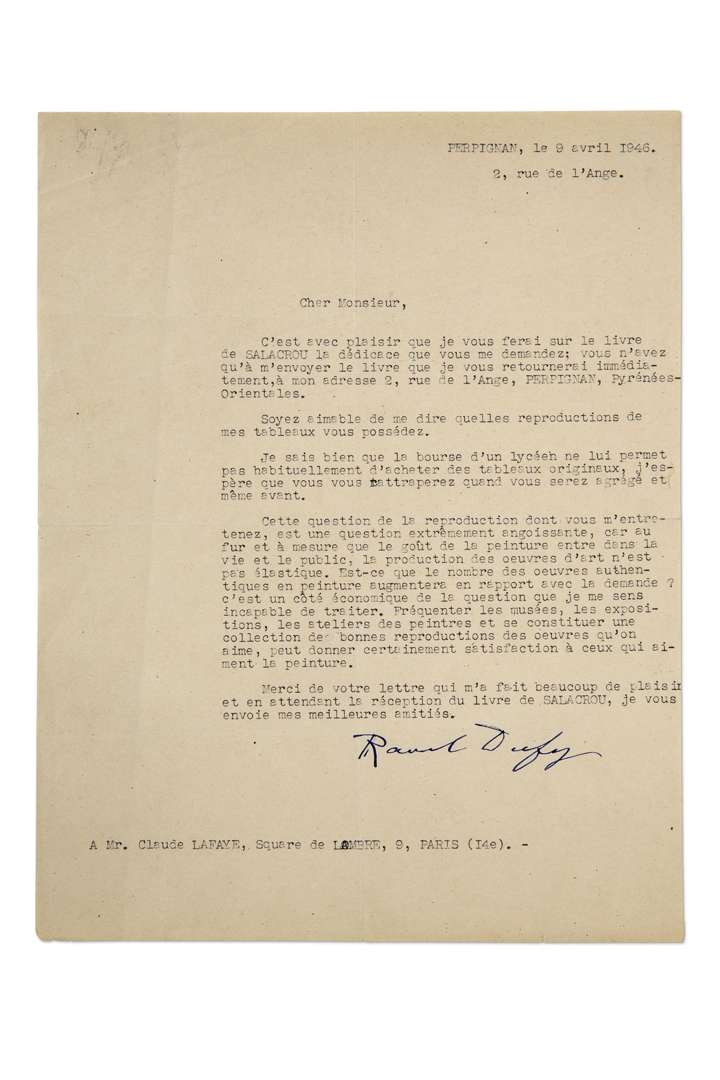 PERPIGNAN, le 9 avril I946.
2, rue de l'Ange.
Cher Monsieur,
C'est avec plaisir que je vous ferai sur le livre
de SALACROU la dédicace que vous me demandez; vous n'avez
qu'à m'envoyer le livre que je vous retournerai immédia-
tement,à mon adresse 2, rue de l'Ange, PERPIGNAN, Pyrénées-
Orientales.
Soyez aimable de me dire quelles reproductions de
mes tableaux vous possédez.
Je sais bien que la bourse d'un lycéeh ne lui permet
pas habituellement d'acheter des tableaux originaux, j'es-
père que vous vous rattraperez quand vous serez agrégé et
même avant.
Cette question de la reproduction dont vous m'entre-
tenez, est une question extrêmement angoissante, car au
fur et à mesure que le goût de la peinture entre dans la
vie et le public, la production des oeuvres d'art n'est
pas élastique. Est-ce que le nombre des oeuvres authen-
tiques en peinture augmentera en rapport avec la demande ?
c'est un côté économique de la question que je me sens
incapable de traiter. Fréquenter les musées, les exposi-
tions, les ateliers des peintres et se constituer une
collection de bonnes reproductions des oeuvres qu'on
aime, peut donner certainement satisfaction à ceux qui ai-
ment la peinture.
Merci de votre lettre qui m'a fait beaucoup de plaisir
et en attendant la réception du livre de SALACROU, je vous
envoie mes meilleures amitiés.
Raoul Dufy
A Mr. Claude LAFAYE, Square de LOMBRE, 9, PARIS (I4e). -